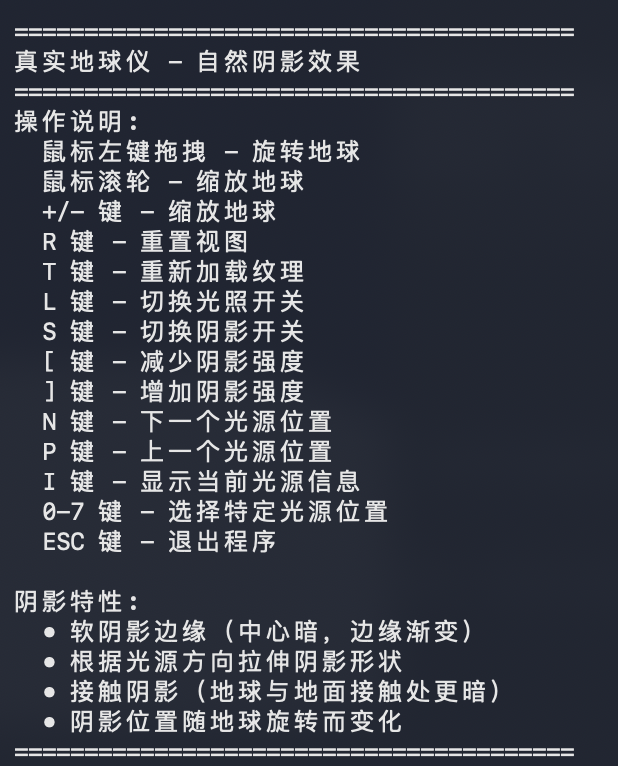 ========================================
真实地球仪 - 自然阴影效果
========================================
操作说明:
鼠标左键拖拽 - 旋转地球
鼠标滚轮 - 缩放地球
+/- 键 - 缩放地球
R 键 - 重置视图
T 键 - 重新加载纹理
L 键 - 切换光照开关
S 键 - 切换阴影开关
[ 键 - 减少阴影强度
] 键 - 增加阴影强度
N 键 - 下一个光源位置
P 键 - 上一个光源位置
I 键 - 显示当前光源信息
0-7 键 - 选择特定光源位置
ESC 键 - 退出程序
阴影特性:
● 软阴影边缘（中心暗, 边缘渐变）
● 根据光源方向拉伸阴影形状
● 接触阴影（地球与地面接触处更暗）
● 阴影位置随地球旋转而变化
========================================